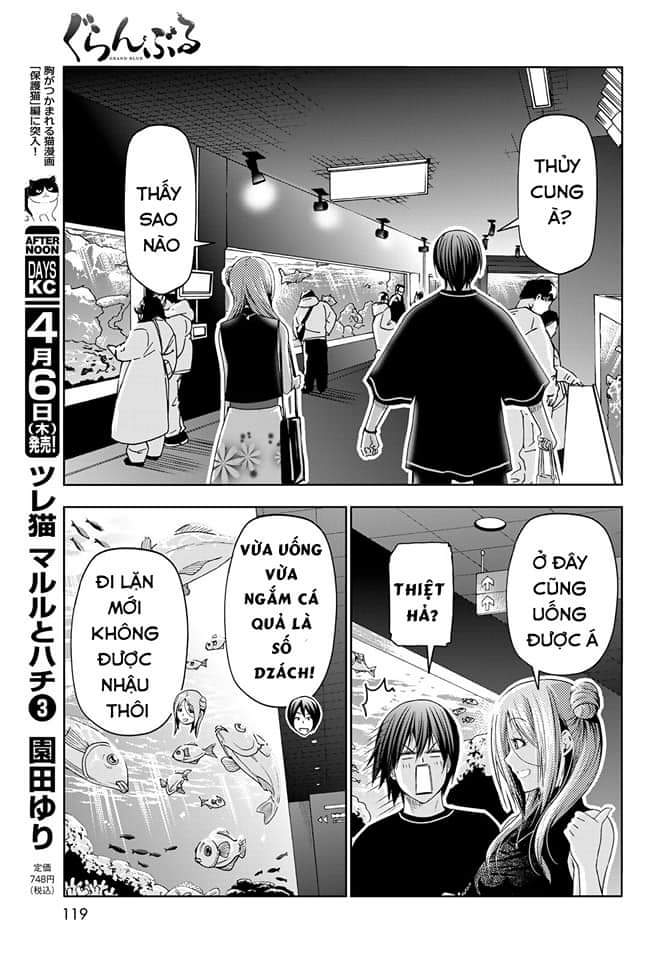 ぐらんぶる
GRAND BLUE
胸がつかまれる猫漫画
「保護猫」編に突入!
AFTER
NOON
DAYS
KC
4月6日(木)発売!
ツレ猫 マルルとハチ❸ 園田ゆり
定価
748円
(税込)
THỦY
CUNG
À?
THẤY
SAO
NÀO
Ở ĐÂY
CŨNG
UỐNG
ĐƯỢC Á
THIỆT
HẢ?
VỪA UỐNG
VỪA
NGẮM CÁ
QUẢ LÀ
SỐ
DZÁCH!
ĐI LẶN
MỚI
KHÔNG
ĐƯỢC
NHẬU
THÔI
119